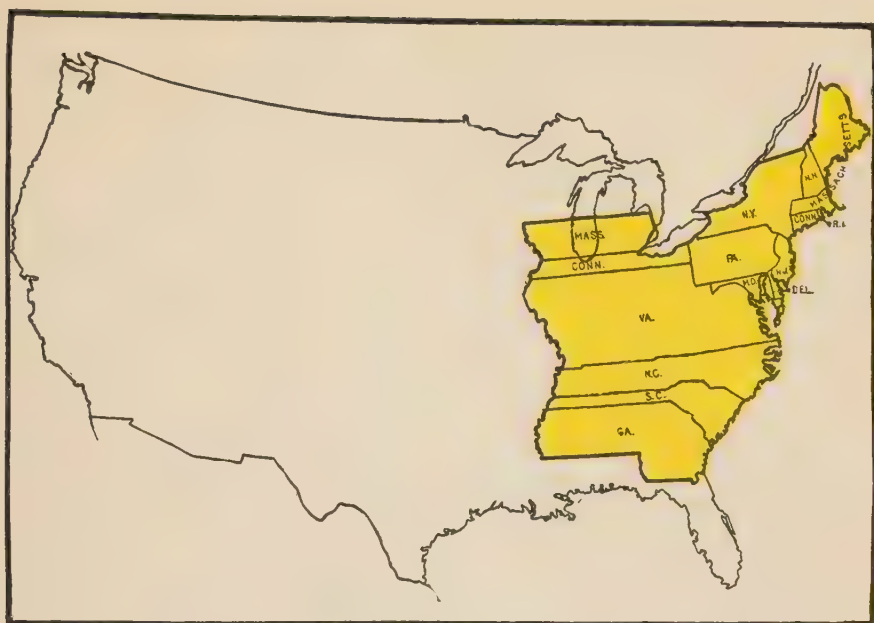 MASSACHUSETTS
N.H.
MASS.
CONN.
R.I.
N.Y.
MASS
CONN.
PA.
N.J.
MD.
DEL.
VA.
N.C.
S.C.
GA.